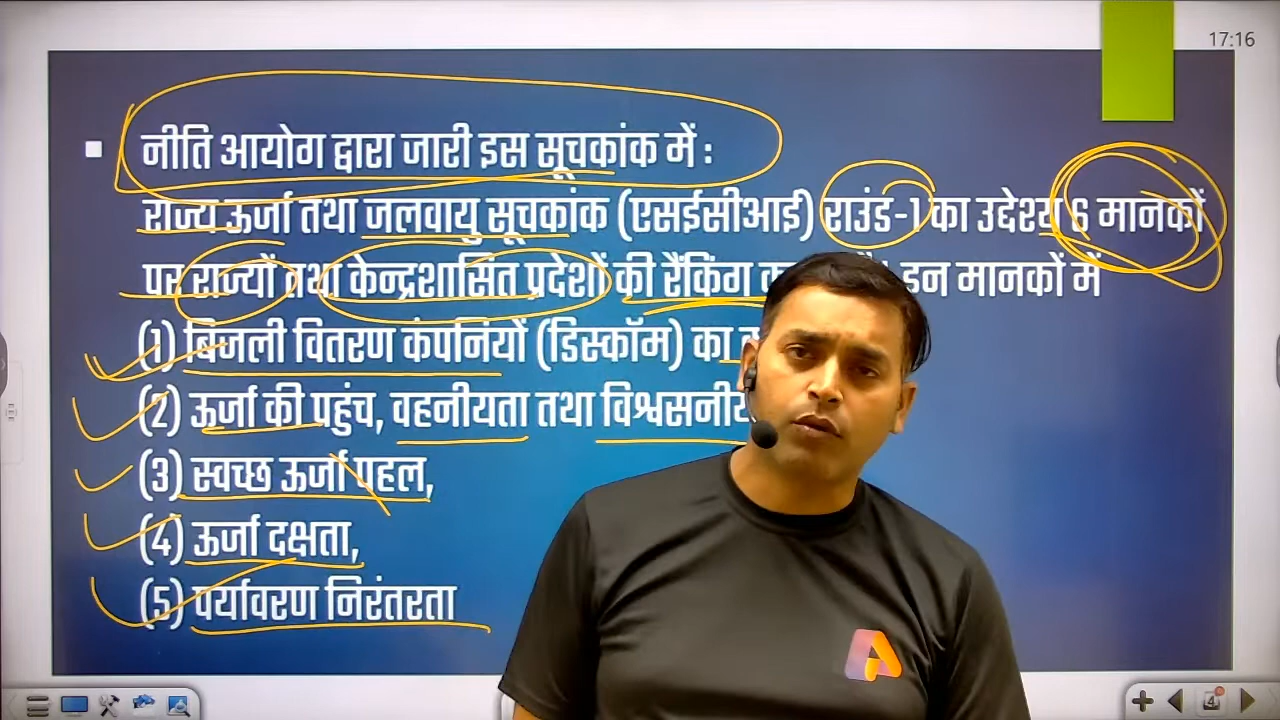 17:16
नीति आयोग द्वारा जारी इस सूचकांक में :
राज्य ऊर्जा तथा जलवायु सूचकांक (एसईसीआई) राउंड-1 का उद्देश्य 6 मानकों
पर राज्यों तथा केन्द्रशासित प्रदेशों की रैंकिंग इन मानकों में
(1) बिजली वितरण कंपनियों (डिस्कॉम) का
(2) ऊर्जा की पहुंच, वहनीयता तथा
(3) स्वच्छ ऊर्जा पहल,
(4) ऊर्जा दक्षता,
(5) पर्यावरण निरंतरता
4